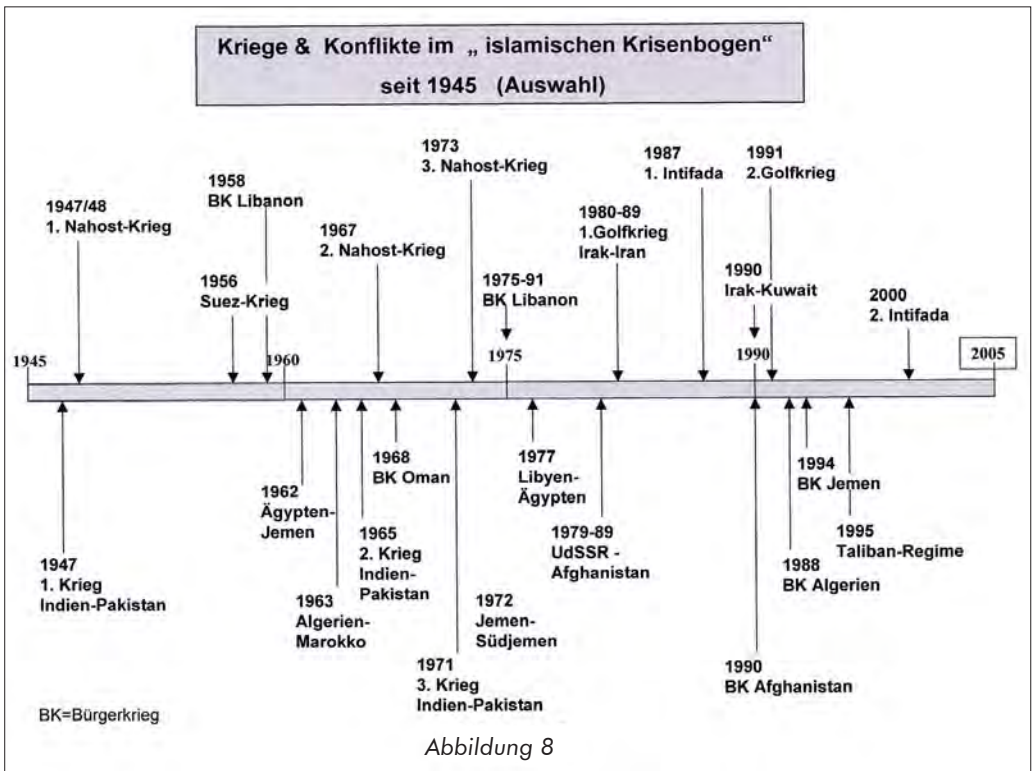 Kriege & Konflikte im „ islamischen Krisenbogen“
seit 1945 (Auswahl)
1973
3. Nahost-Krieg
1987
1. Intifada
1991
2.Golfkrieg
1958
BK Libanon
1947/48
1. Nahost-Krieg
1967
2. Nahost-Krieg
1980-89
1.Golfkrieg
Irak-Iran
1956
Suez-Krieg
1975-91
BK Libanon
1990
Irak-Kuwait
2000
2. Intifada
1945
1960
1975
1990
2005
1947
1. Krieg
Indien-Pakistan
1962
Ägypten-
Jemen
1963
Algerien-
Marokko
1965
2. Krieg
Indien-
Pakistan
1968
BK Oman
1971
3. Krieg
Indien-Pakistan
1972
Jemen-
Südjemen
1977
Libyen-
Ägypten
1979-89
UdSSR -
Afghanistan
1990
BK Afghanistan
1988
BK Algerien
1994
BK Jemen
1995
Taliban-Regime
BK=Bürgerkrieg
Abbildung 8